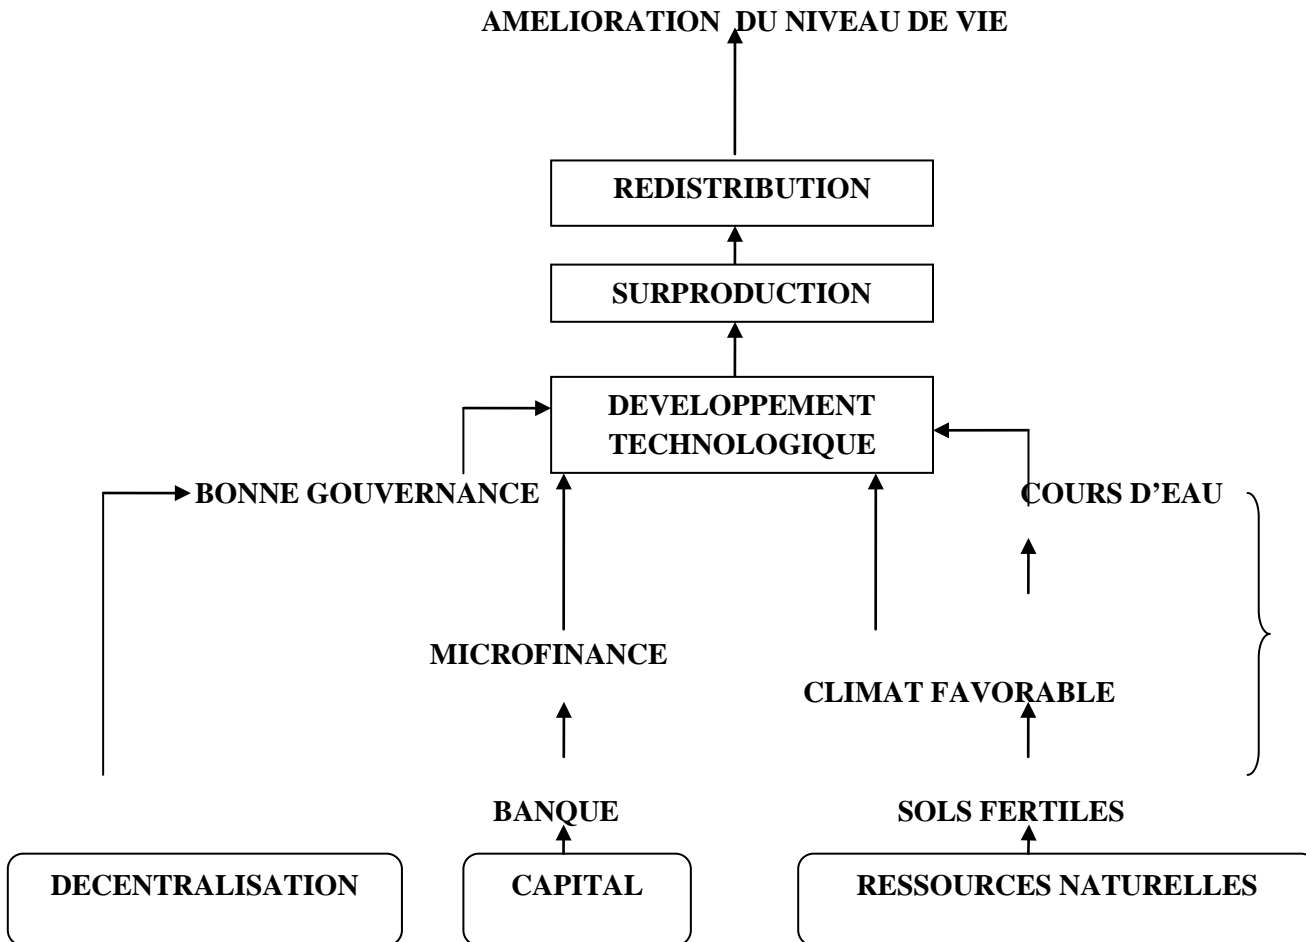 AMELIORATION DU NIVEAU DE VIE
REDISTRIBUTION
SURPRODUCTION
DEVELOPPEMENT
TECHNOLOGIQUE
BONNE GOUVERNANCE
COURS D’EAU
MICROFINANCE
CLIMAT FAVORABLE
BANQUE
SOLS FERTILES
DECENTRALISATION
CAPITAL
RESSOURCES NATURELLES